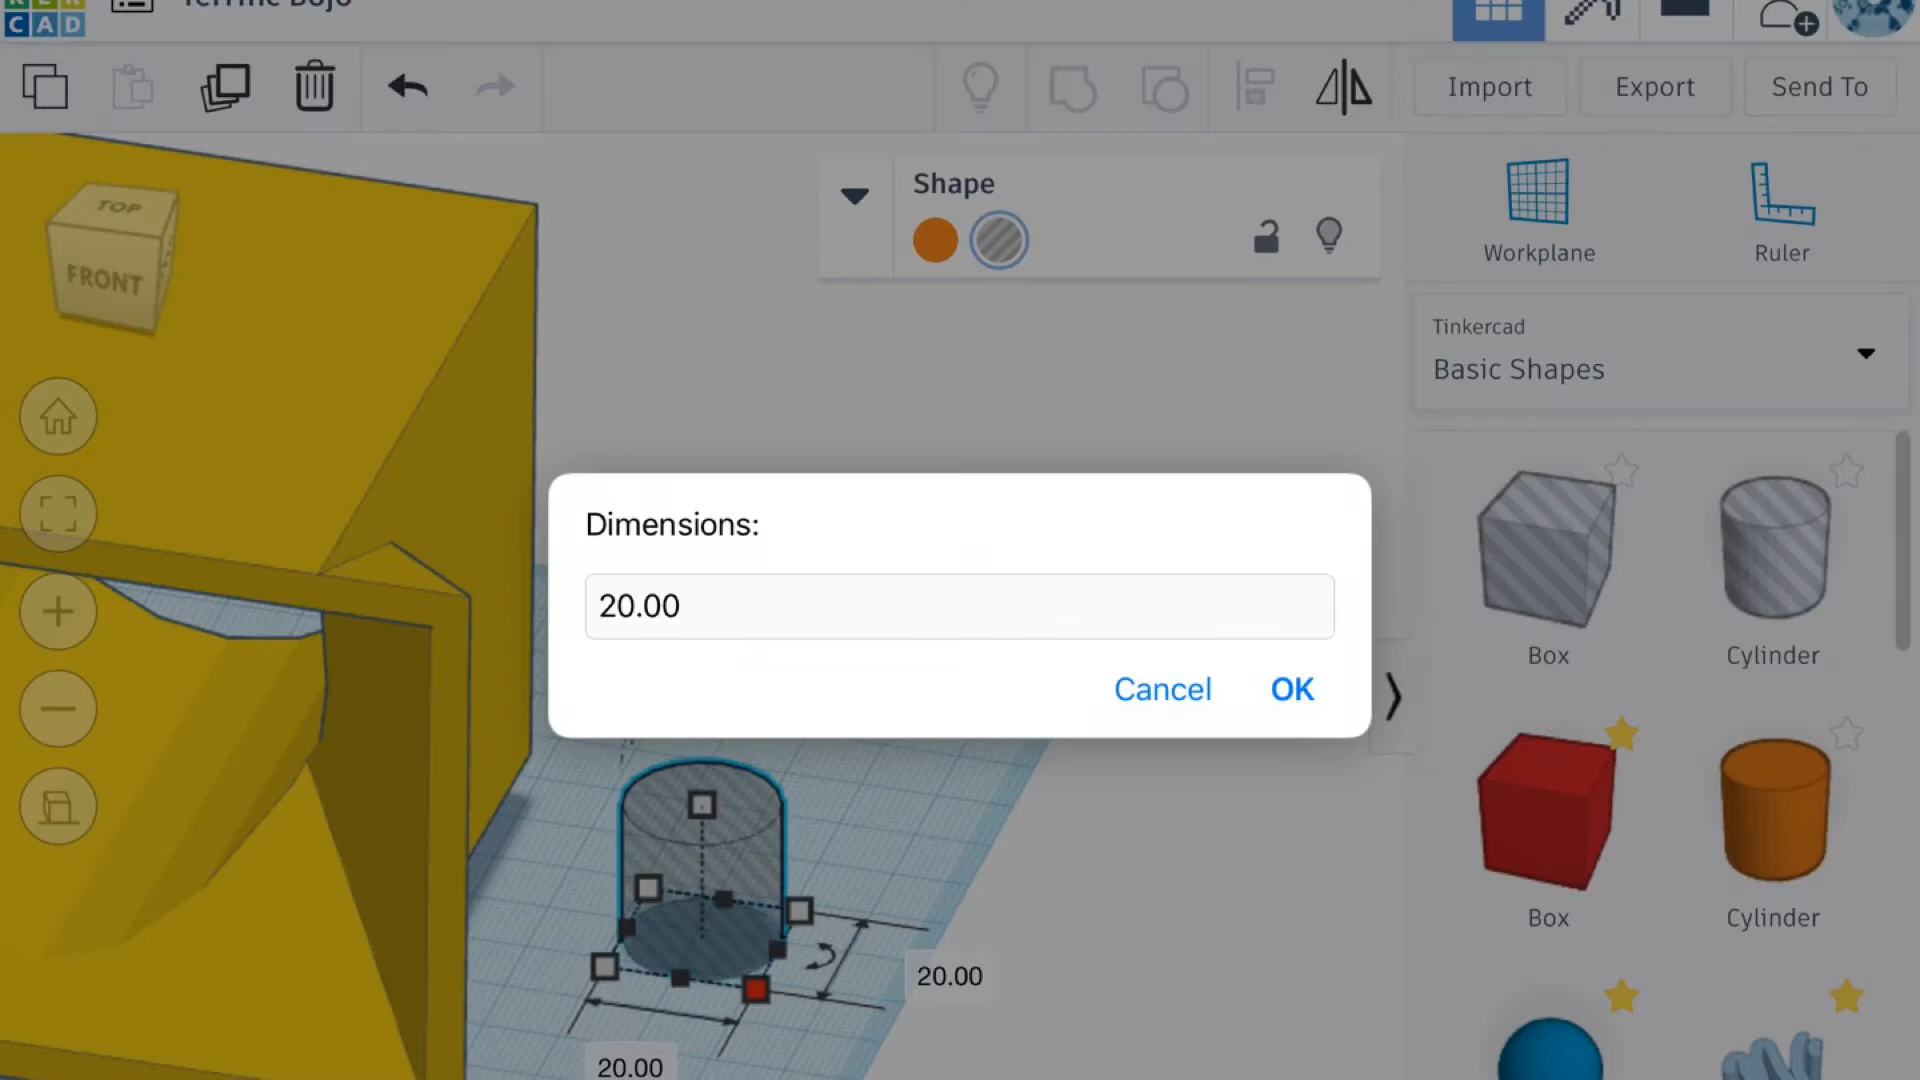 CAD
Import
Export
Send To
TOP
FRONT
Shape
Workplane
Ruler
Tinkercad
Basic Shapes
Dimensions:
20.00
Cancel
OK
Box
Cylinder
Box
Cylinder
20.00
20.00